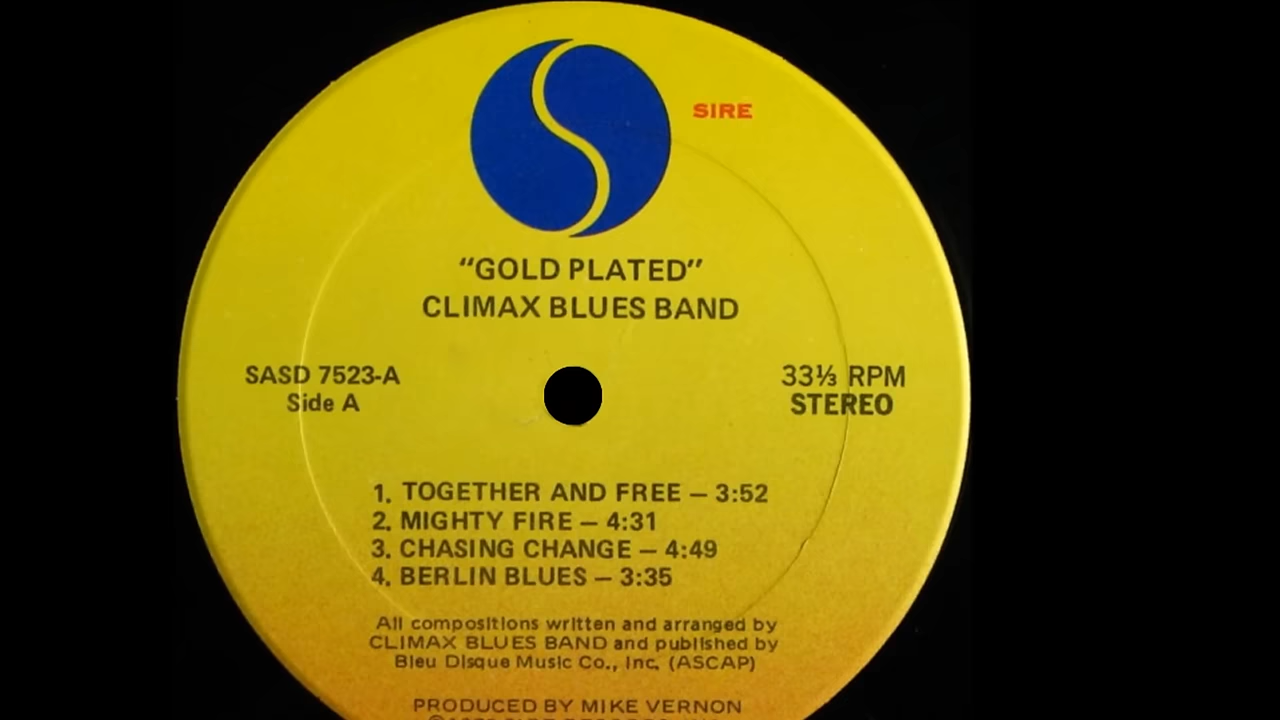 SIRE
"GOLD PLATED"
CLIMAX BLUES BAND
SASD 7523-A
Side A
33⅓ RPM
STEREO
1. TOGETHER AND FREE – 3:52
2. MIGHTY FIRE – 4:31
3. CHASING CHANGE – 4:49
4. BERLIN BLUES – 3:35
All compositions written and arranged by
CLIMAX BLUES BAND and published by
Bleu Disque Music Co., Inc. (ASCAP)
PRODUCED BY MIKE VERNON